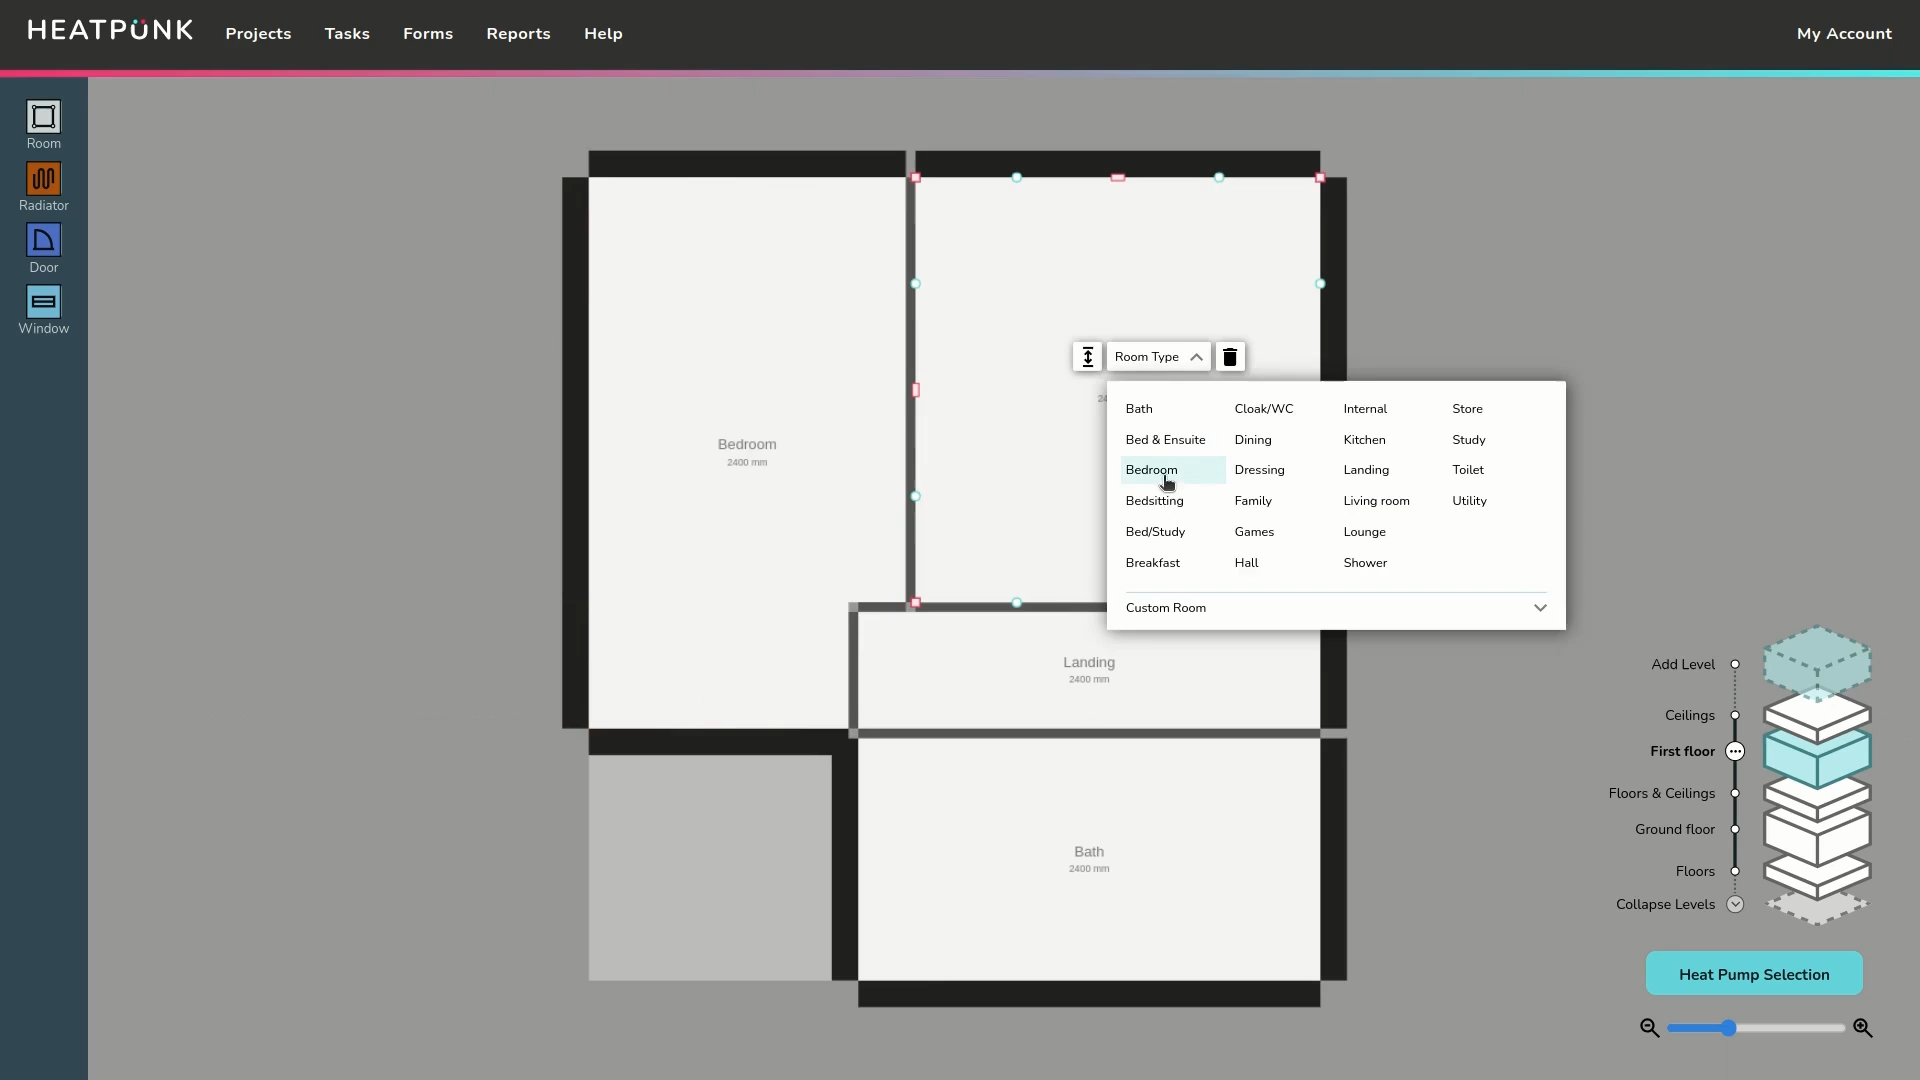 HEATPÜNK
Projects
Tasks
Forms
Reports
Help
My Account
Room
Radiator
Door
Window
Room Type
24
Bath
Cloak/WC
Internal
Store
Bed & Ensuite
Dining
Kitchen
Study
Bedroom
Dressing
Landing
Toilet
Bedsitting
Family
Living room
Utility
Bed/Study
Games
Lounge
Breakfast
Hall
Shower
Custom Room
Bedroom
2400 mm
Landing
2400 mm
Bath
2400 mm
Add Level
Ceilings
First floor
Floors & Ceilings
Ground floor
Floors
Collapse Levels
Heat Pump Selection